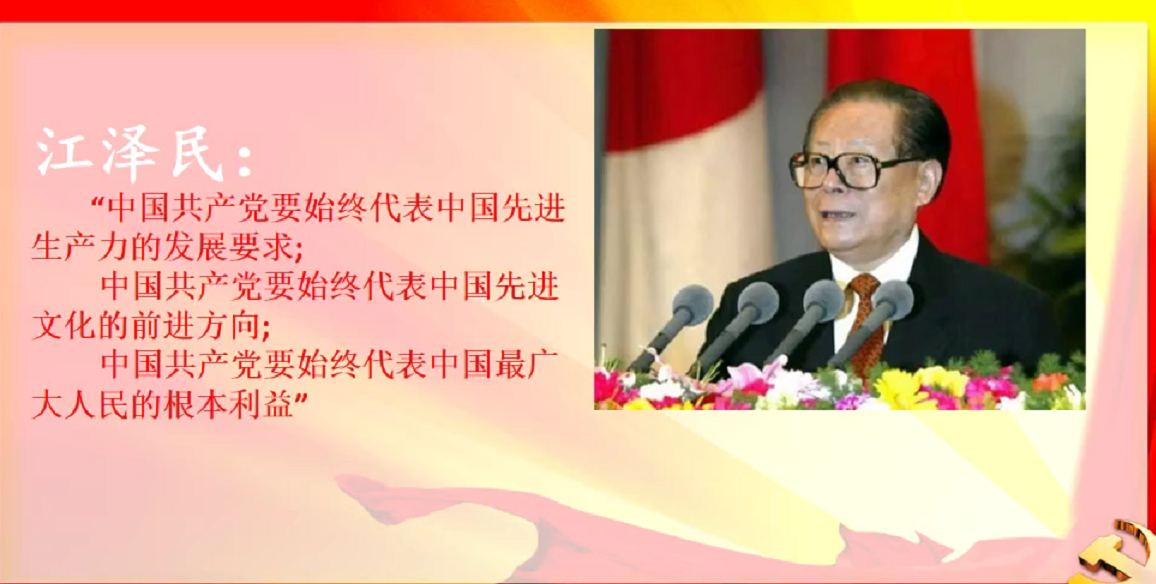 江泽民：
“中国共产党要始终代表中国先进
生产力的发展要求;
中国共产党要始终代表中国先进
文化的前进方向;
中国共产党要始终代表中国最广
大人民的根本利益”